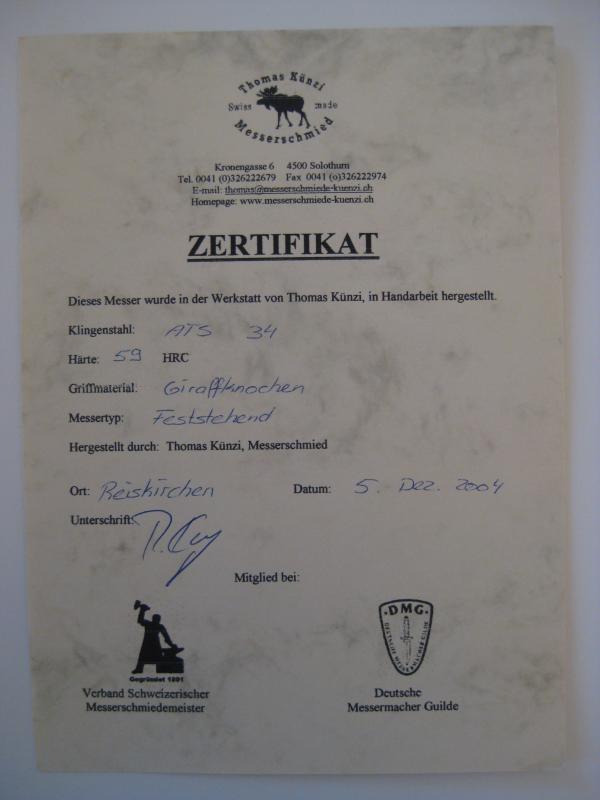 Thomas Künzi
Swiss made
Messerschmied
Kronengasse 6 4500 Solothurn
Tel. 0041 (0)326222679 Fax 0041 (o)326222974
E-mail: thomas@messerschmiede-kuenzi.ch
Homepage: www.messerschmiede-kuenzi.ch
ZERTIFIKAT
Dieses Messer wurde in der Werkstatt von Thomas Künzi, in Handarbeit hergestellt.
Klingenstahl: ATS 34
Härte: 59 HRC
Griffmaterial: Giraffknochen
Messertyp: Feststehend
Hergestellt durch: Thomas Künzi, Messerschmied
Ort: Reiskirchen Datum: 5. Dez. 2004
Unterschrift:
Mitglied bei:
Gegründet 1891
Verband Schweizerischer
Messerschmiedemeister
DMG
DEUTSCHE MESSERMACHER GILDE
Deutsche
Messermacher Guilde